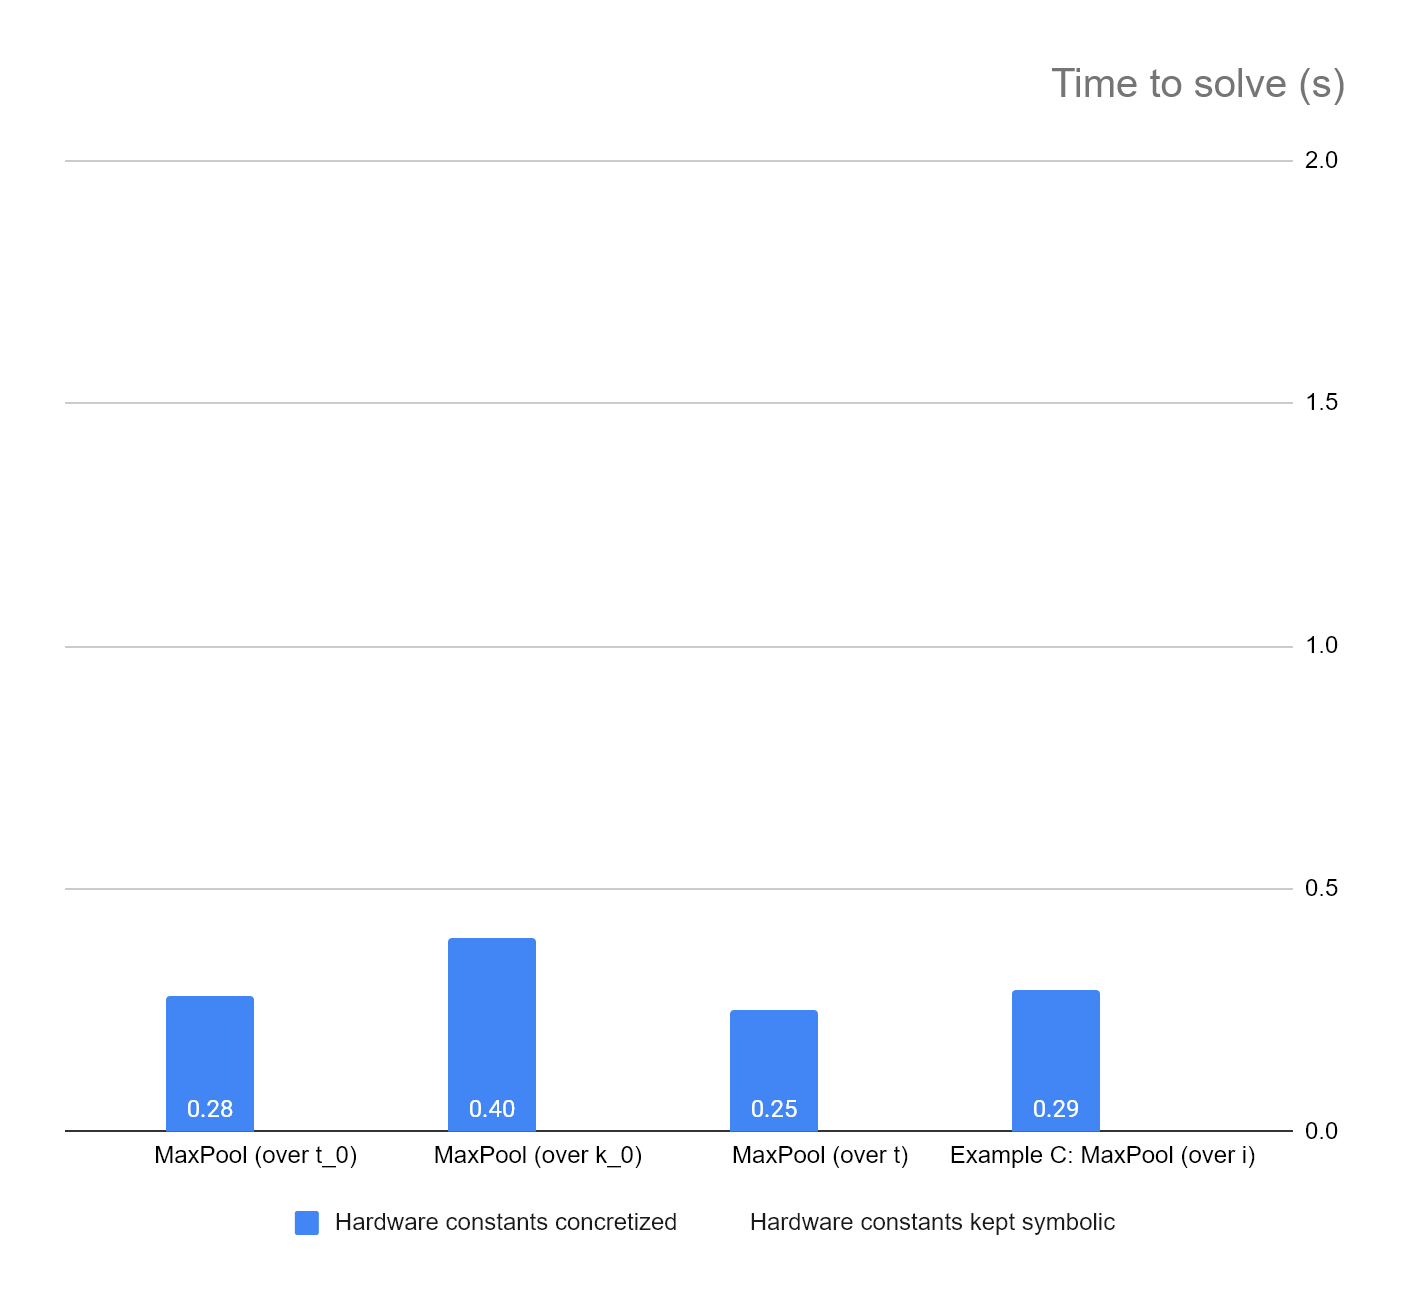 Time to solve (s)
2.0
1.5
1.0
0.5
0.28 0.40 0.25 0.29
0.0
MaxPool (over t_0) MaxPool (over k_0) MaxPool (over t) Example C: MaxPool (over i)
Hardware constants concretized Hardware constants kept symbolic